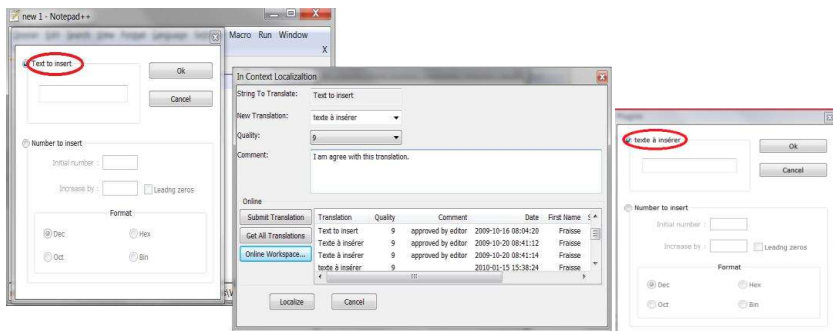 new 1 - Notepad++
Macro Run Window
X
Text to insert
Ok
Cancel
Number to insert
Initial number :
Increase by :
Leading zeros
Format
Dec
Hex
Oct
Bin
In Context Localizaltion
String To Translate:
Text to insert
New Translation:
texte à insérer
Quality:
9
Comment:
I am agree with this translation.
Online
Submit Translation
Get All Translations
Online Workspace...
Translation Quality Comment Date First Name
Text to insert 9 approved by editor 2009-10-16 08:04:20 Fraisse
Texte à insérer 9 approved by editor 2009-10-20 08:41:12 Fraisse
Texte à insérer 9 approved by editor 2009-10-20 08:41:14 Fraisse
texte à insérer 9 2010-01-15 15:38:24 Fraisse
Localize
Cancel
texte à insérer
Ok
Cancel
Number to insert
Initial number :
Increase by :
Leading zeros
Format
Dec
Hex
Oct
Bin